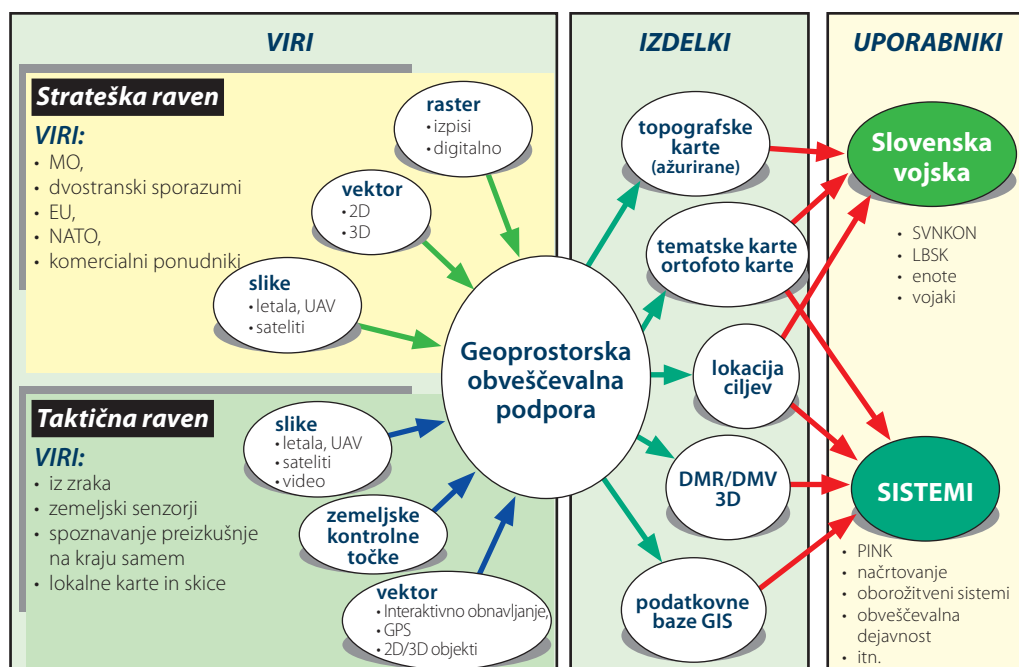 VIRI
Strateška raven
VIRI:
• MO,
• dvostranski sporazumi
• EU,
• NATO,
• komercialni ponudniki
raster
• izpisi
• digitalno
vektor
• 2D
• 3D
slike
• letala, UAV
• sateliti
Taktična raven
VIRI:
• iz zraka
• zemeljski senzorji
• spoznavanje preizkušnje
na kraju samem
• lokalne karte in skice
slike
• letala, UAV
• sateliti
• video
zemeljske
kontrolne
točke
vektor
• Interaktivno obnavljanje,
• GPS
• 2D/3D objekti
Geoprostorska
obveščevalna
podpora
IZDELKI
topografske
karte
(ažurirane)
tematske karte
ortofoto karte
lokacija
ciljev
DMR/DMV
3D
podatkovne
baze GIS
UPORABNIKI
Slovenska
vojska
• SVNKON
• LBSK
• enote
• vojaki
SISTEMI
• PINK
• načrtovanje
• oborožitveni sistemi
• obveščevalna
dejavnost
• itn.